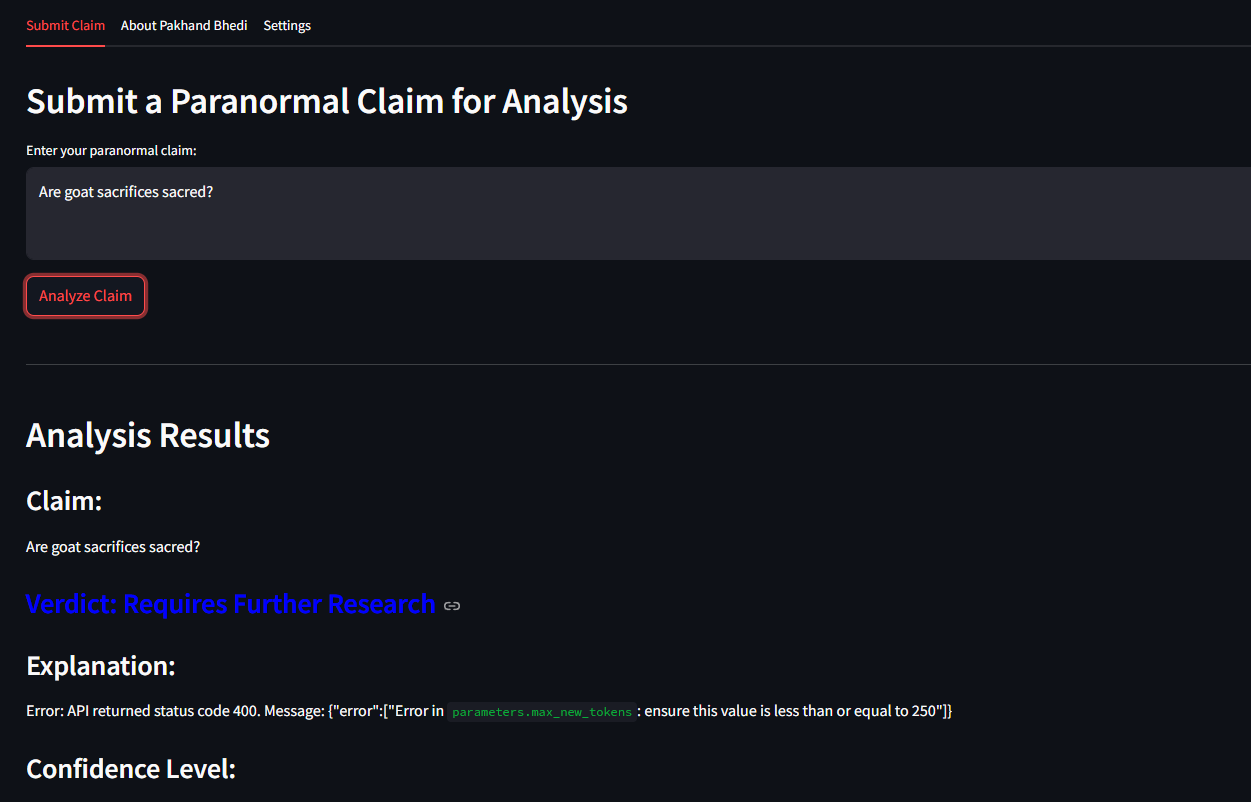 Submit Claim About Pakhand Bhedi Settings
Submit a Paranormal Claim for Analysis
Enter your paranormal claim:
Are goat sacrifices sacred?
Analyze Claim
Analysis Results
Claim:
Are goat sacrifices sacred?
Verdict: Requires Further Research
Explanation:
Error: API returned status code 400. Message: {"error":["Error in parameters.max_new_tokens: ensure this value is less than or equal to 250"]}
Confidence Level: